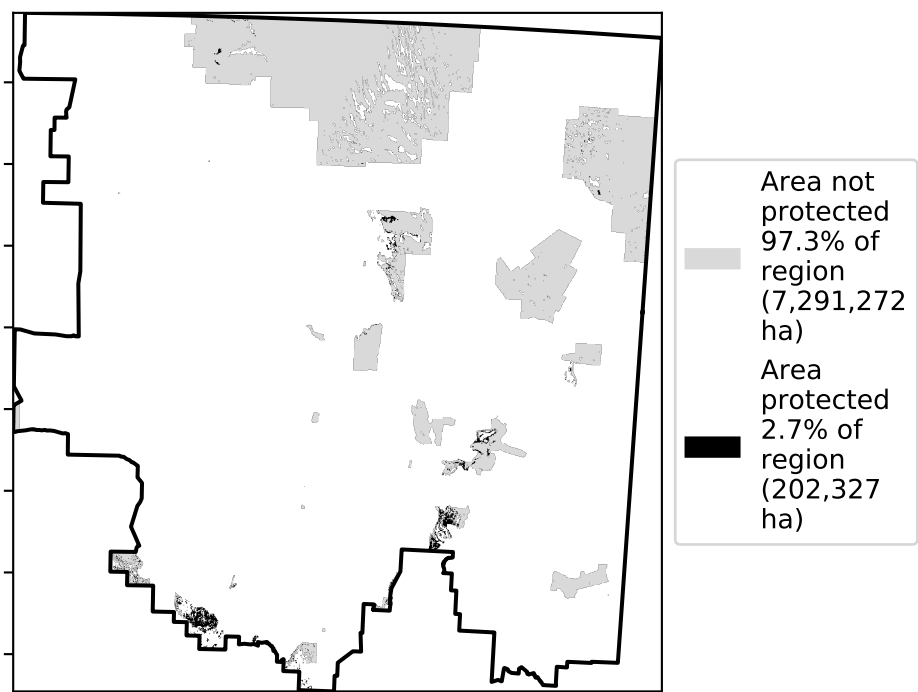 Area not
protected
97.3% of
region
(7,291,272
ha)
Area
protected
2.7% of
region
(202,327
ha)